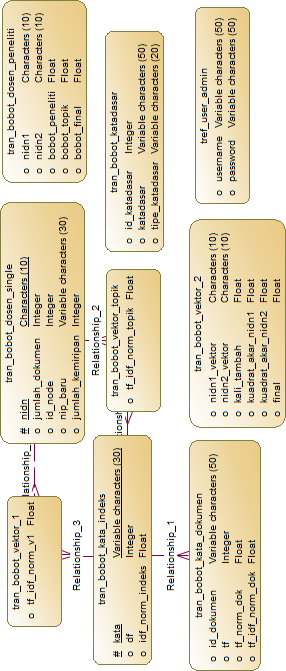 tran_bobot_vektor_1
o tf_idf_norm_v1 Float
elationship_
tran_bobot_dosen_single
# nidn Characters (10)
o jumlah_dokumen Integer
o id_node Integer
o nip_baru Variable characters (30)
o jumlah_kemiripan Integer
tran_bobot_dosen_peneliti
o nidn1 Characters (10)
o nidn2 Characters (10)
o bobot_peneliti Float
o bobot_topik Float
o bobot_final Float
Relationship_3
Relationship_2
tran_bobot_kata_indeks
# kata Variable characters (30)
o df Integer
o idf_norm_indeks Float
tran_bobot_vektor_topik
o tf_idf_norm_topik Float
tran_bobot_katadasar
o id_katadasar Integer
o katadasar Variable characters (50)
o tipe_katadasar Variable characters (20)
Relationship_1
tran_bobot_kata_dokumen
o id_dokumen Variable characters (50)
o tf Integer
o tf_norm_dok Float
o tf_idf_norm_dok Float
tran_bobot_vektor_2
o nidn1_vektor Characters (10)
o nidn2_vektor Characters (10)
o kali_tambah Float
o kuadrat_akar_nidn1 Float
o kuadrat_akar_nidn2 Float
o final Float
tref_user_admin
o username Variable characters (50)
o password Variable characters (50)